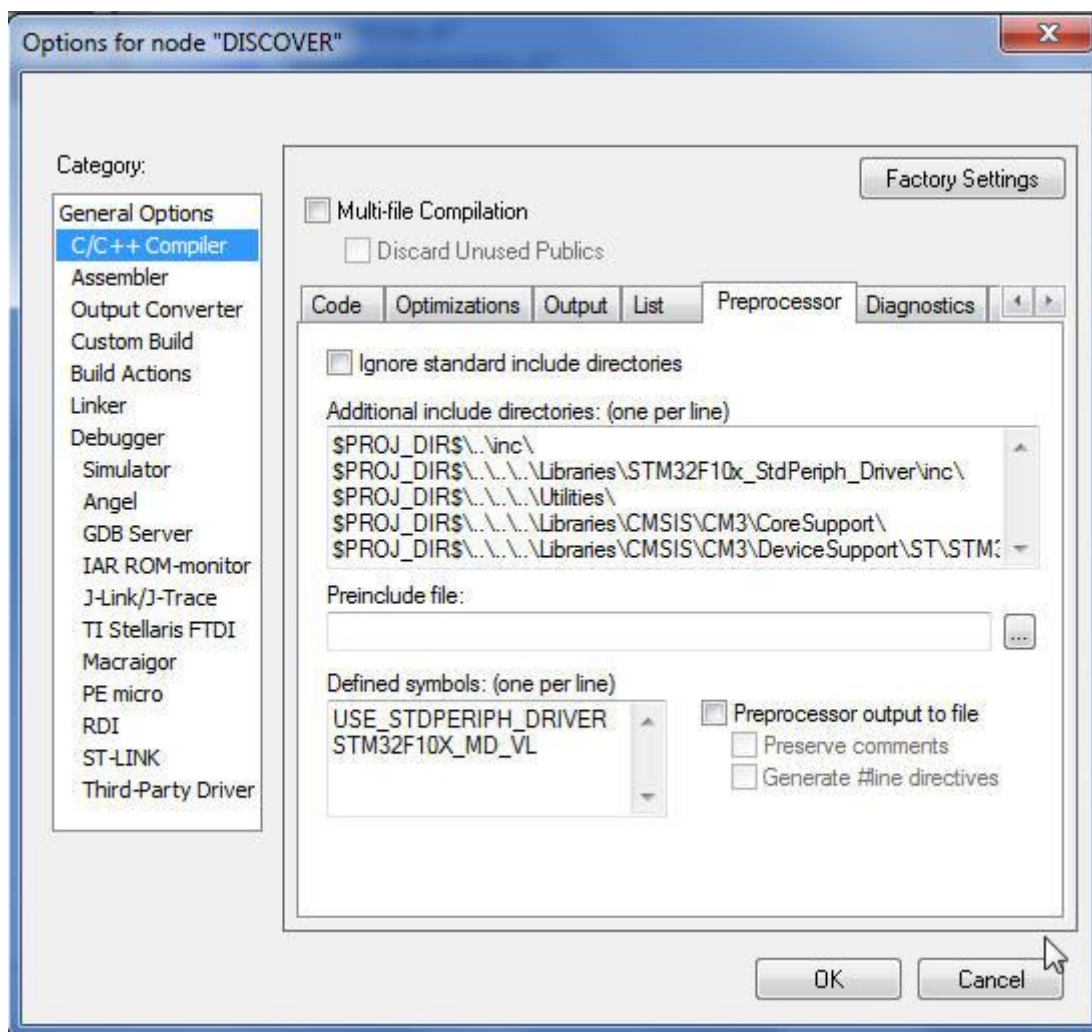 Options for node "DISCOVER"
Category:
General Options
C/C++ Compiler
Assembler
Output Converter
Custom Build
Build Actions
Linker
Debugger
Simulator
Angel
GDB Server
IAR ROM-monitor
J-Link/J-Trace
TI Stellaris FTDI
Macraigor
PE micro
RDI
ST-LINK
Third-Party Driver
Factory Settings
Multi-file Compilation
Discard Unused Publics
Code Optimizations Output List Preprocessor Diagnostics
Ignore standard include directories
Additional include directories: (one per line)
$PROJ_DIR$\..\inc\
$PROJ_DIR$\..\..\..\Libraries\STM32F10x_StdPeriph_Driver\inc\
$PROJ_DIR$\..\..\..\Utilities\
$PROJ_DIR$\..\..\..\Libraries\CMSIS\CM3\CoreSupport\
$PROJ_DIR$\..\..\..\Libraries\CMSIS\CM3\DeviceSupport\ST\STM3
Preinclude file:
...
Defined symbols: (one per line)
USE_STDPERIPH_DRIVER
STM32F10X_MD_VL
Preprocessor output to file
Preserve comments
Generate #line directives
OK Cancel